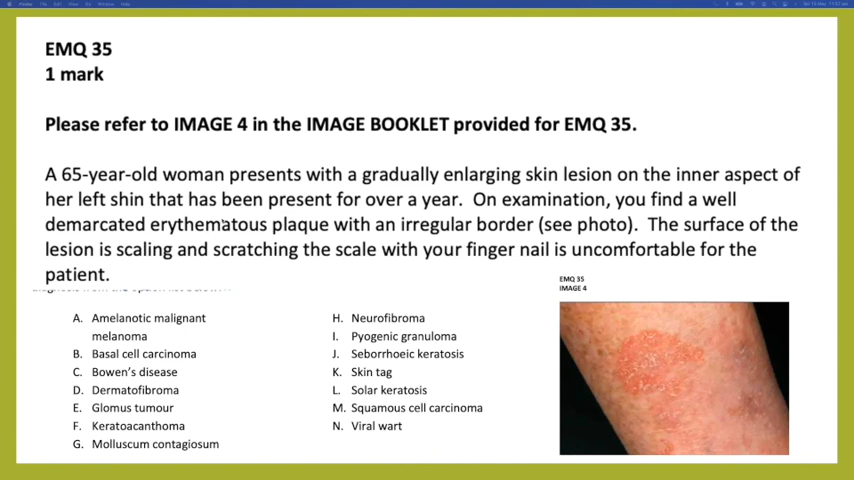 EMQ 35
1 mark
Please refer to IMAGE 4 in the IMAGE BOOKLET provided for EMQ 35.
A 65-year-old woman presents with a gradually enlarging skin lesion on the inner aspect of
her left shin that has been present for over a year. On examination, you find a well
demarcated erythematous plaque with an irregular border (see photo). The surface of the
lesion is scaling and scratching the scale with your finger nail is uncomfortable for the
patient.
EMQ 35
IMAGE 4
A. Amelanotic malignant
melanoma
B. Basal cell carcinoma
C. Bowen's disease
D. Dermatofibroma
E. Glomus tumour
F. Keratoacanthoma
G. Molluscum contagiosum
H. Neurofibroma
I. Pyogenic granuloma
J. Seborrhoeic keratosis
K. Skin tag
L. Solar keratosis
M. Squamous cell carcinoma
N. Viral wart